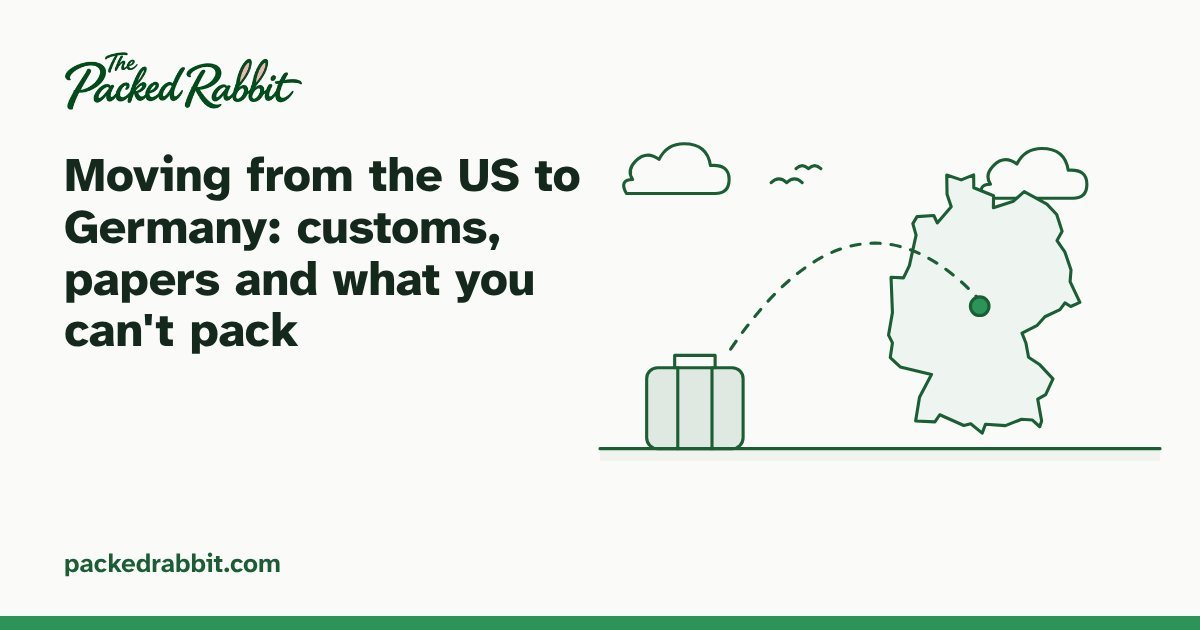 The
Packed Rabbit
Moving from the US to
Germany: customs,
papers and what you
can't pack
packedrabbit.com